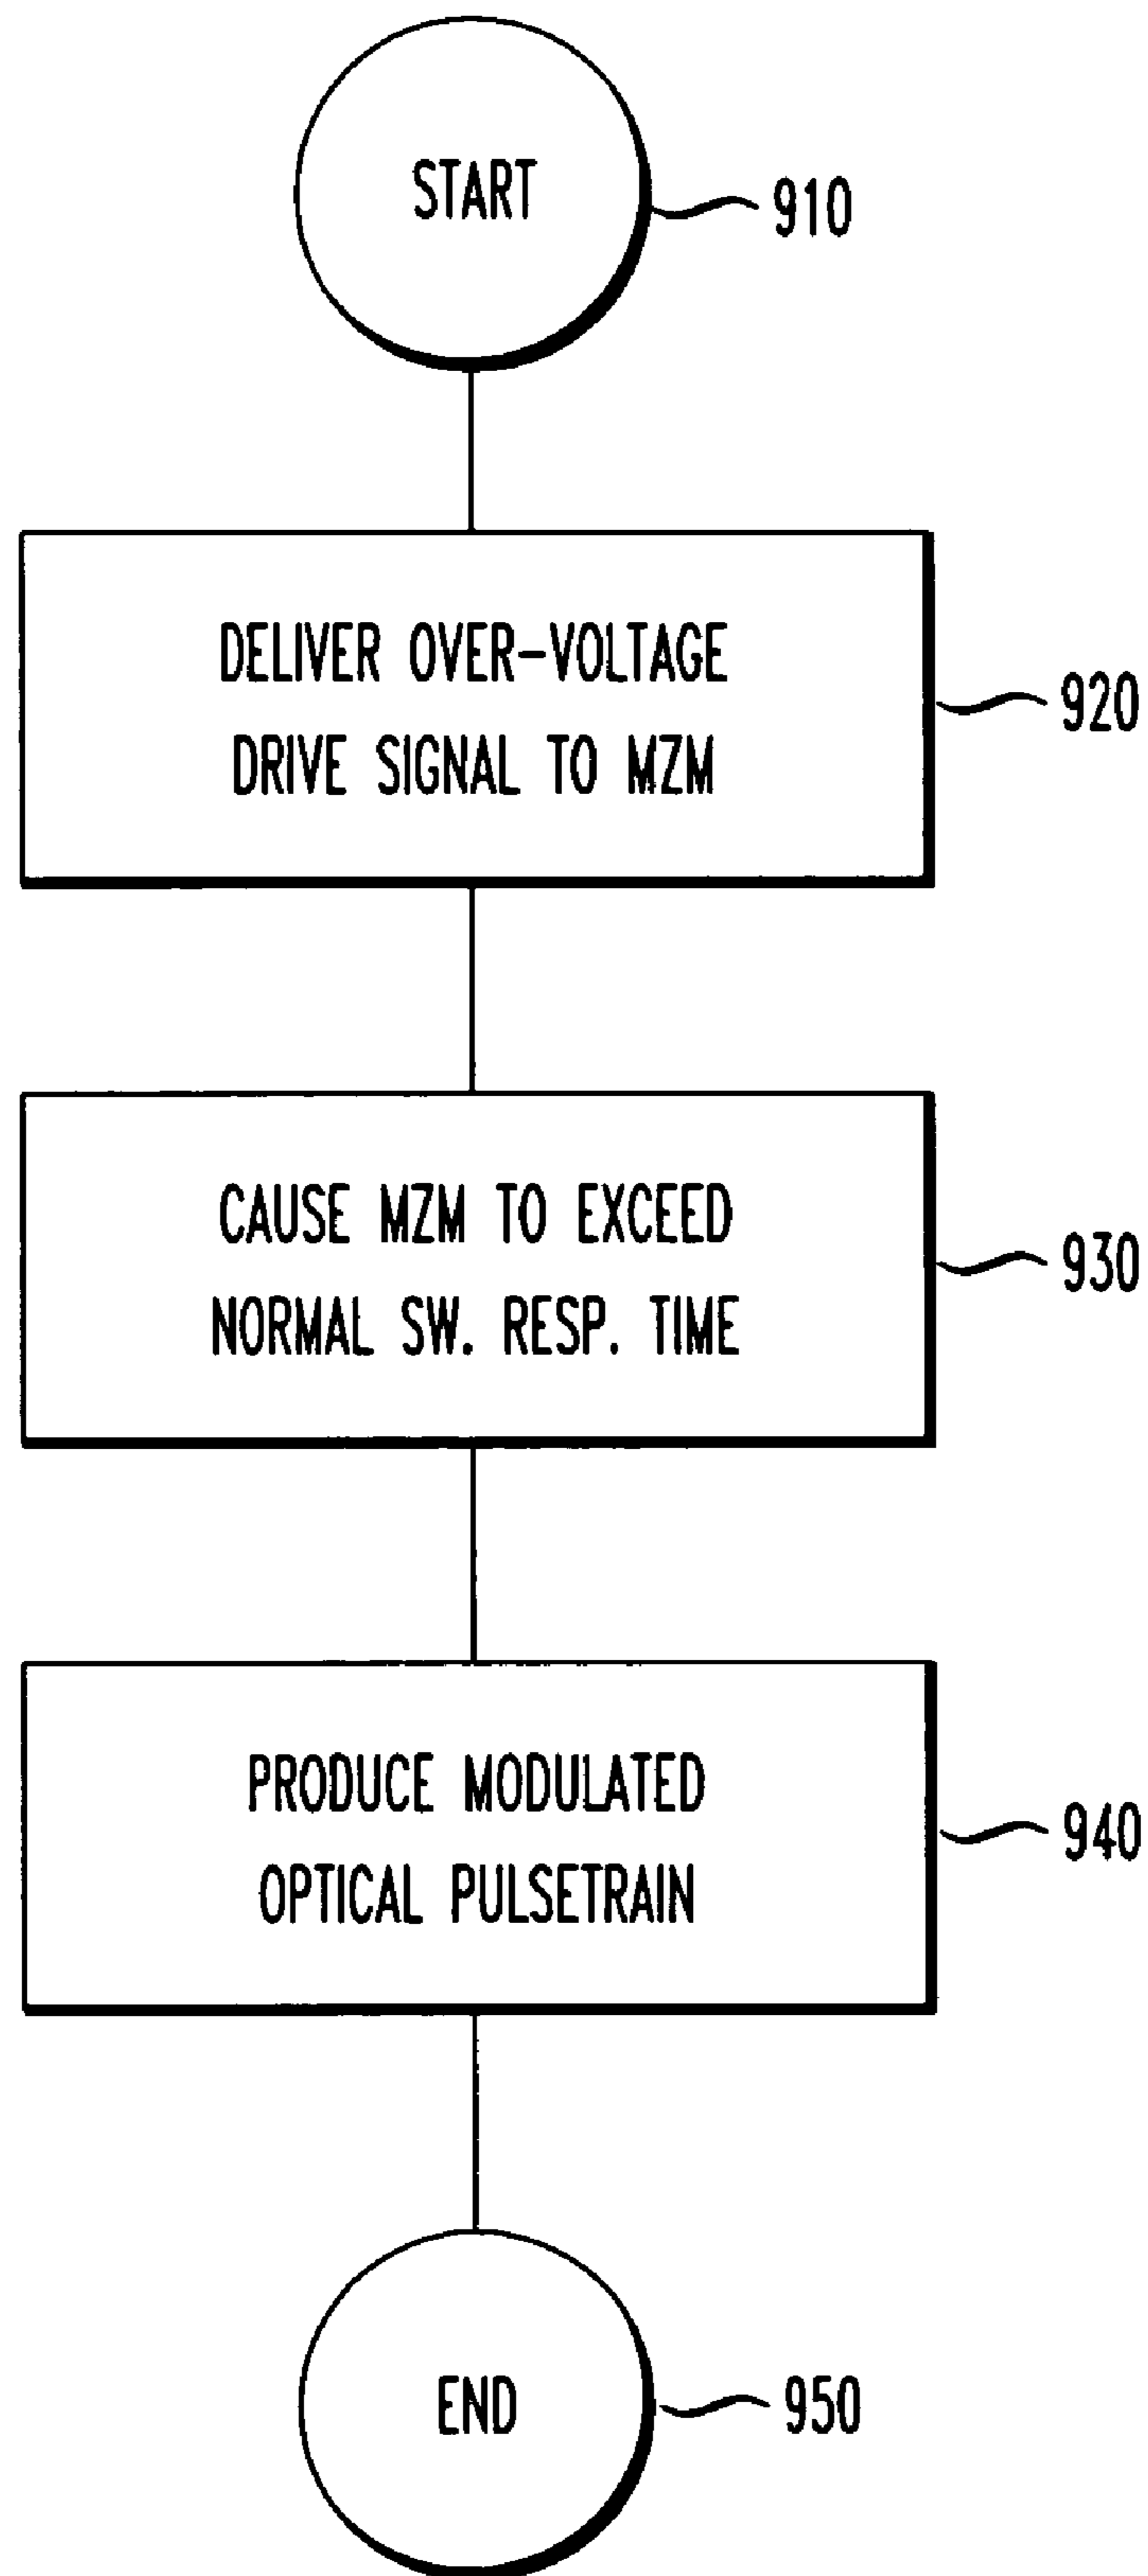 START
910
DELIVER OVER-VOLTAGE
DRIVE SIGNAL TO MZM
920
CAUSE MZM TO EXCEED
NORMAL SW. RESP. TIME
930
PRODUCE MODULATED
OPTICAL PULSETRAIN
940
END
950